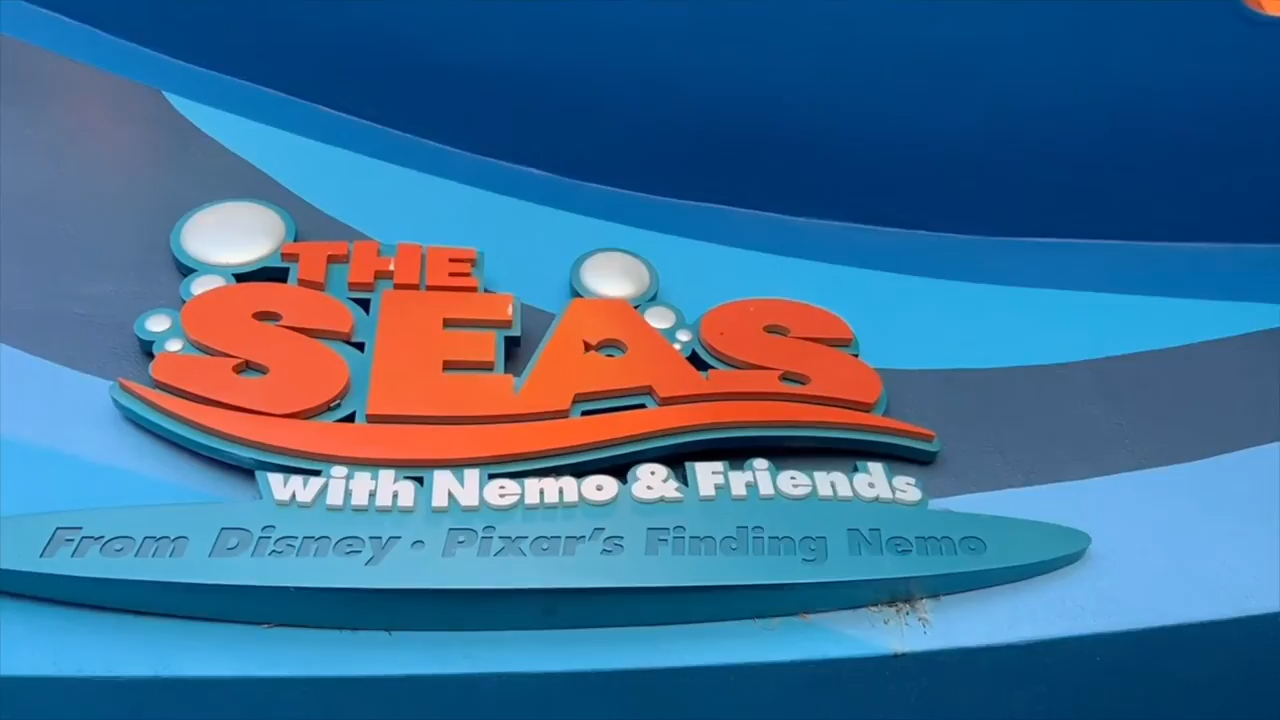 THE
SEAS
with Nemo & Friends
From Disney • Pixar's Finding Nemo